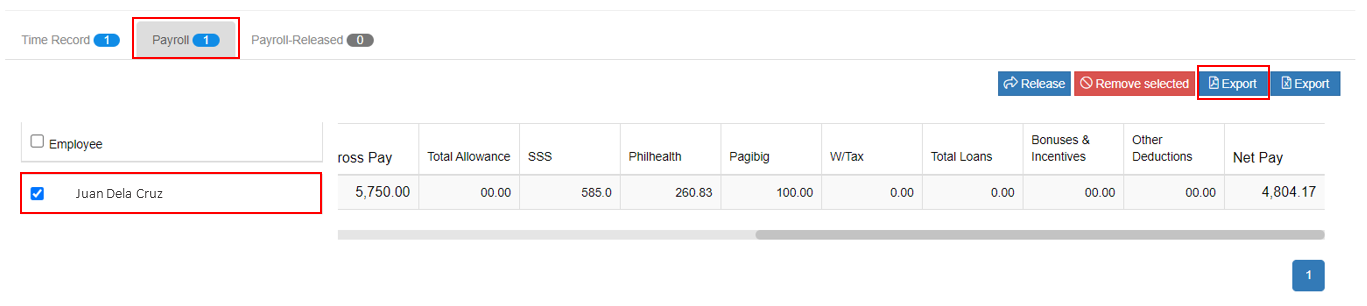 Time Record 1 Payroll 1 Payroll-Released 0
Release Remove selected Export Export
Employee ross Pay Total Allowance SSS Philhealth Pagibig W/Tax Total Loans Bonuses & Incentives Other Deductions Net Pay
Juan Dela Cruz 5,750.00 00.00 585.0 260.83 100.00 0.00 0.00 00.00 00.00 4,804.17
1